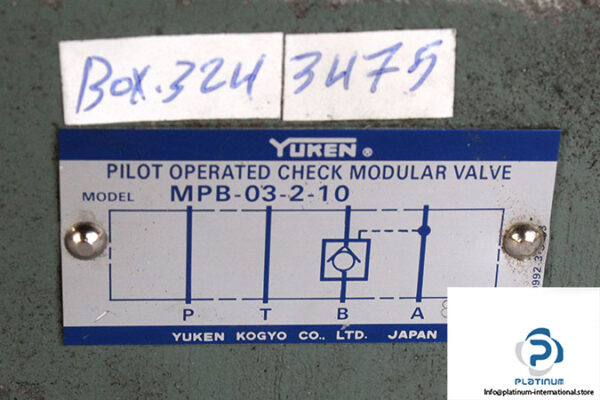 Box.324 3475
YUKEN ®
PILOT OPERATED CHECK MODULAR VALVE
MODEL MPB-03-2-10
P T B A
YUKEN KOGYO CO., LTD. JAPAN
PLATINUM
Info@platinum-international.store